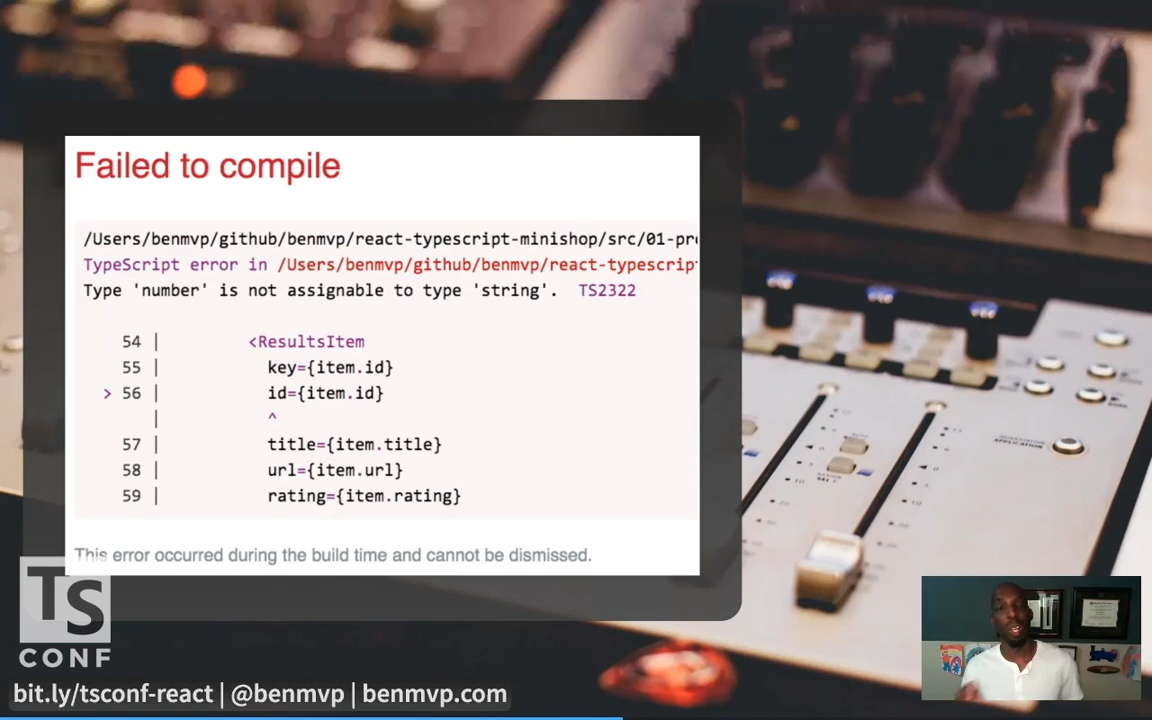 Failed to compile
/Users/benmvp/github/benmvp/react-typescript-minishop/src/01-pr
TypeScript error in /Users/benmvp/github/benmvp/react-typescrip
Type 'number' is not assignable to type 'string'. TS2322
54 | <ResultsItem
55 | key={item.id}
> 56 | id={item.id}
| ^
57 | title={item.title}
58 | url={item.url}
59 | rating={item.rating}
This error occurred during the build time and cannot be dismissed.
TS
CONF
bit.ly/tsconf-react | @benmvp | benmvp.com